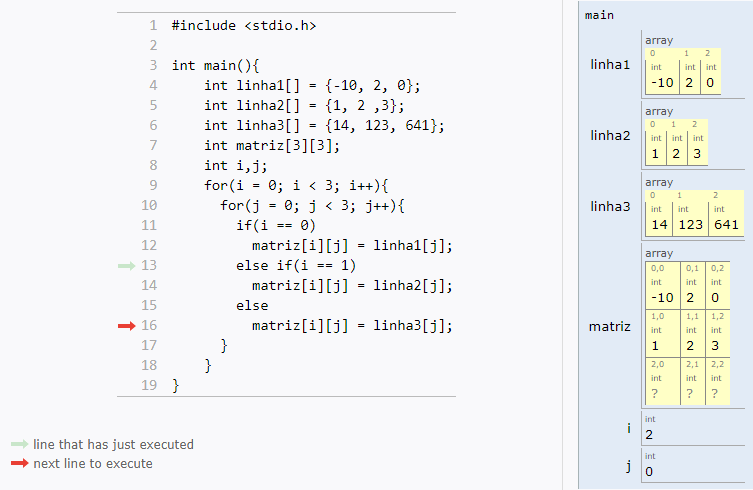 1 #include <stdio.h>
2
3 int main(){
4 int linha1[] = {-10, 2, 0};
5 int linha2[] = {1, 2 ,3};
6 int linha3[] = {14, 123, 641};
7 int matriz[3][3];
8 int i,j;
9 for(i = 0; i < 3; i++){
10 for(j = 0; j < 3; j++){
11 if(i == 0)
12 matriz[i][j] = linha1[j];
13 else if(i == 1)
14 matriz[i][j] = linha2[j];
15 else
16 matriz[i][j] = linha3[j];
17 }
18 }
19 }
line that has just executed
next line to execute
main
array
linha1
0 1 2
int int int
-10 2 0
array
linha2
0 1 2
int int int
1 2 3
array
linha3
0 1 2
int int int
14 123 641
array
matriz
0,0 0,1 0,2
int int int
-10 2 0
1,0 1,1 1,2
int int int
1 2 3
2,0 2,1 2,2
int int int
? ? ?
i
int
2
j
int
0